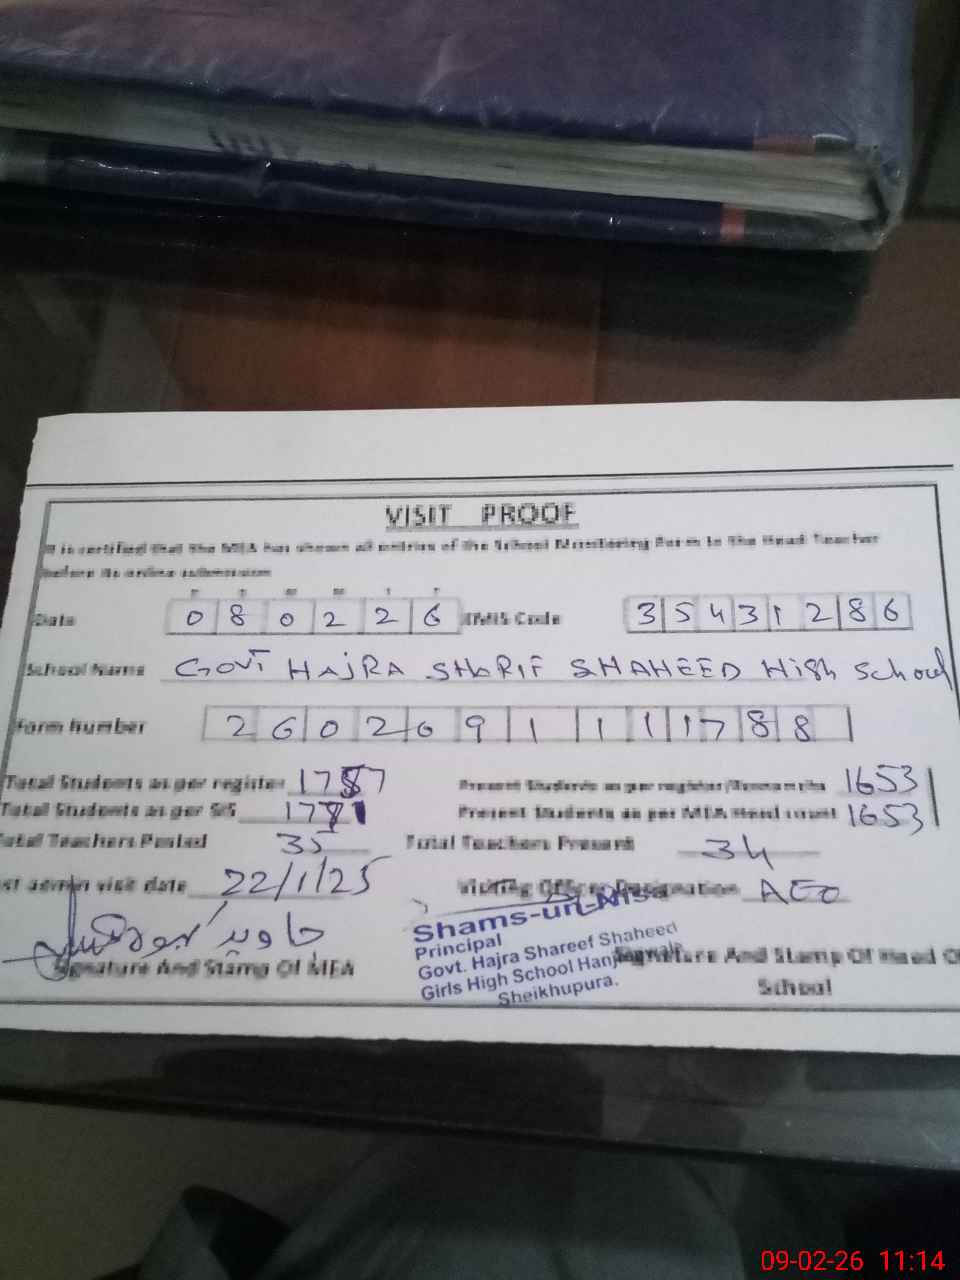 VISIT PROOF
It is certified that the MEA has shown all entries of the School Monitoring Form to the Head Teacher
before its online submission
D D M M Y Y
Date 0 8 0 2 2 6 EMIS Code 3 5 4 3 1 2 8 6
School Name GOVT HAJRA SHARIF SHAHEED High School
Form Number 2 6 0 2 0 9 1 1 1 1 7 8 8
Total Students as per register 1787 Present Students as per register 1653
Total Students as per SIS 1781 Present Students as per MEA Head count 1653
Total Teachers Posted 35 Total Teachers Present 34
st admin visit date 22/1/25 Visiting Officer Designation AEO
جاوید
Shams-un-Nisa
Principal
Govt. Hajra Shareef Shaheed
Girls High School Hanjranwala
Sheikhupura.
Signature And Stamp Of MEA
Signature And Stamp Of Head Of
School
09-02-26 11:14